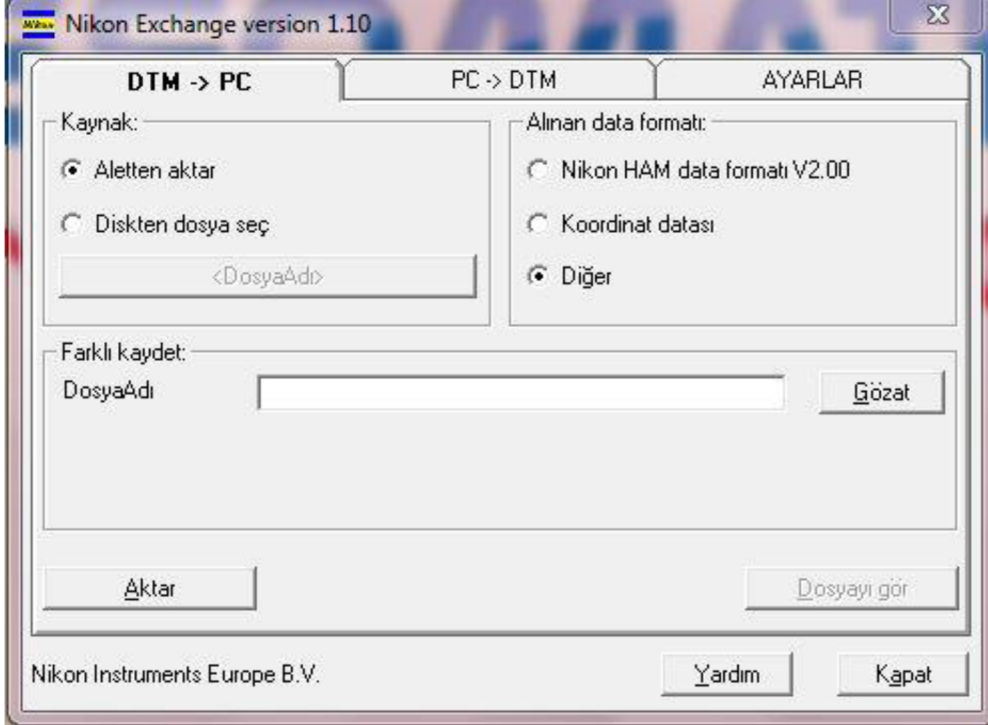 Nikon Nikon Exchange version 1.10
DTM -> PC
PC -> DTM
AYARLAR
Kaynak:
Aletten aktar
Diskten dosya seç
<DosyaAdı>
Alınan data formatı:
Nikon HAM data formatı V2.00
Koordinat datası
Diğer
Farklı kaydet:
DosyaAdı
Gözat
Aktar
Dosyayı gör
Nikon Instruments Europe B.V.
Yardım
Kapat